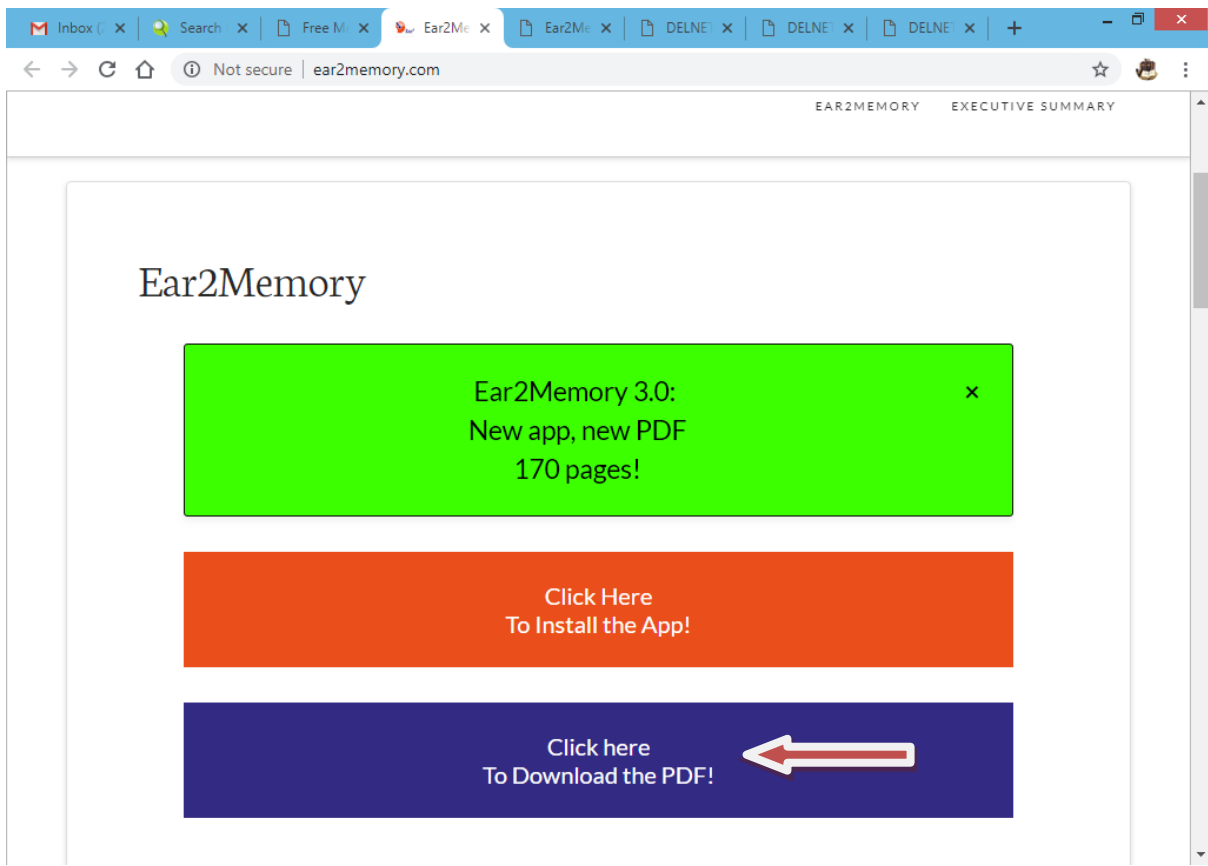 Inbox (2
Search
Free M
Ear2Me
Ear2Me
DELNET
DELNET
DELNET
Not secure | ear2memory.com
EAR2MEMORY EXECUTIVE SUMMARY
Ear2Memory
Ear2Memory 3.0:
New app, new PDF
170 pages!
Click Here
To Install the App!
Click here
To Download the PDF!